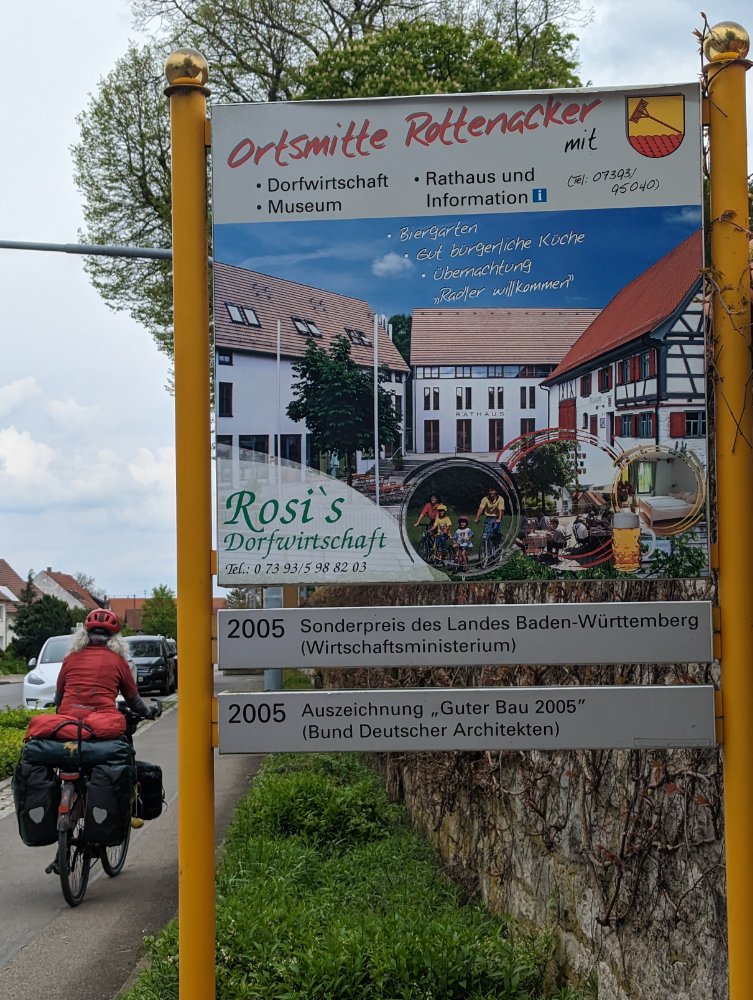 Ortsmitte Rottenacker mit
• Dorfwirtschaft
• Museum
• Rathaus und
Information i
(Tel: 07393/
95040)
• Biergarten
• Gut bürgerliche Küche
• Übernachtung
„Radler willkommen"
RATHAUS
Rosi`s
Dorfwirtschaft
Tel.: 0 73 93/5 98 82 03
2005 Sonderpreis des Landes Baden-Württemberg
(Wirtschaftsministerium)
2005 Auszeichnung „Guter Bau 2005"
(Bund Deutscher Architekten)